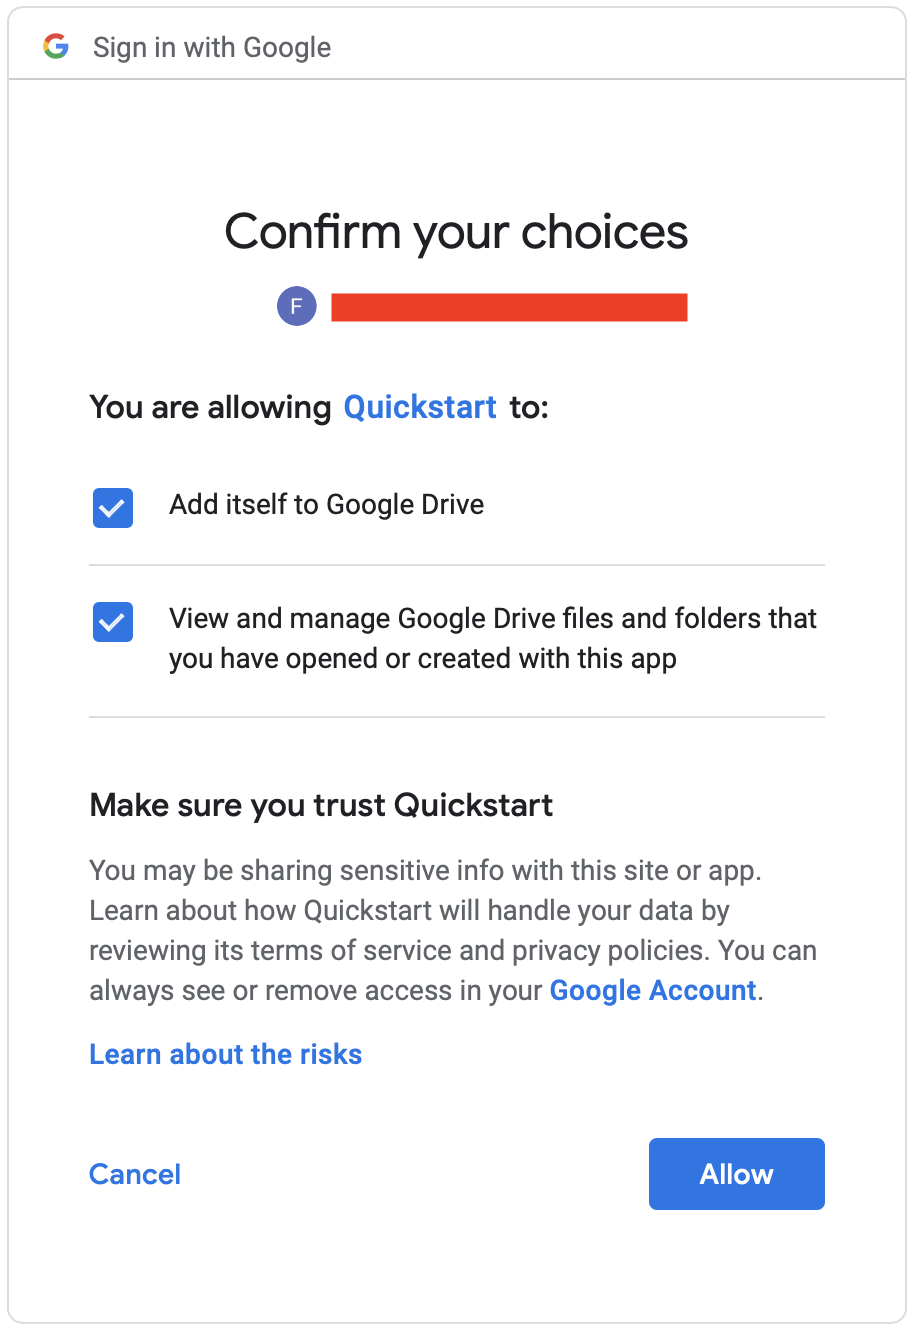 Sign in with Google
Confirm your choices
F
You are allowing Quickstart to:
Add itself to Google Drive
View and manage Google Drive files and folders that
you have opened or created with this app
Make sure you trust Quickstart
You may be sharing sensitive info with this site or app.
Learn about how Quickstart will handle your data by
reviewing its terms of service and privacy policies. You can
always see or remove access in your Google Account.
Learn about the risks
Cancel
Allow